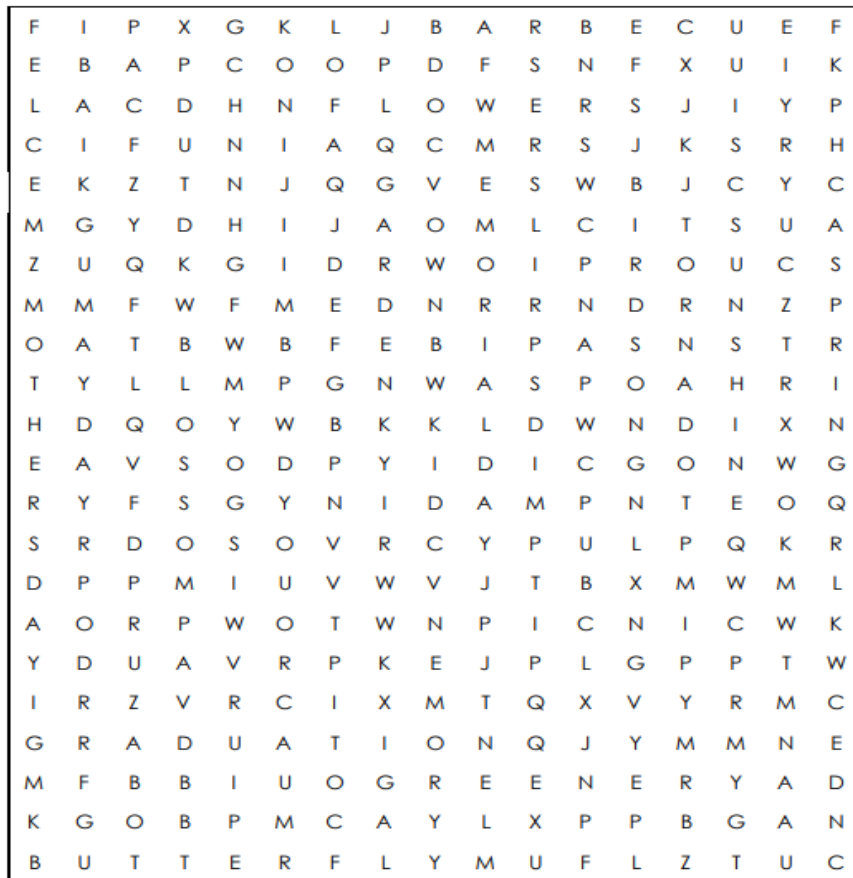 F I P X G K L J B A R B E C U E F
E B A P C O O P D F S N F X U I K
L A C D H N F L O W E R S J I Y P
C I F U N I A Q C M R S J K S R H
E K Z T N J Q G V E S W B J C Y C
M G Y D H I J A O M L C I T S U A
Z U Q K G I D R W O I P R O U C S
M M F W F M E D N R R N D R N Z P
O A T B W B F E B I P A S N S T R
T Y L L M P G N W A S P O A H R I
H D Q O Y W B K K L D W N D I X N
E A V S O D P Y I D I C G O N W G
R Y F S G Y N I D A M P N T E O Q
S R D O S O V R C Y P U L P Q K R
D P P M I U V W V J T B X M W M L
A O R P W O T W N P I C N I C W K
Y D U A V R P K E J P L G P P T W
I R Z V R C I X M T Q X V Y R M C
G R A D U A T I O N Q J Y M M N E
M F B B I U O G R E E N E R Y A D
K G O B P M C A Y L X P P B G A N
B U T T E R F L Y M U F L Z T U C